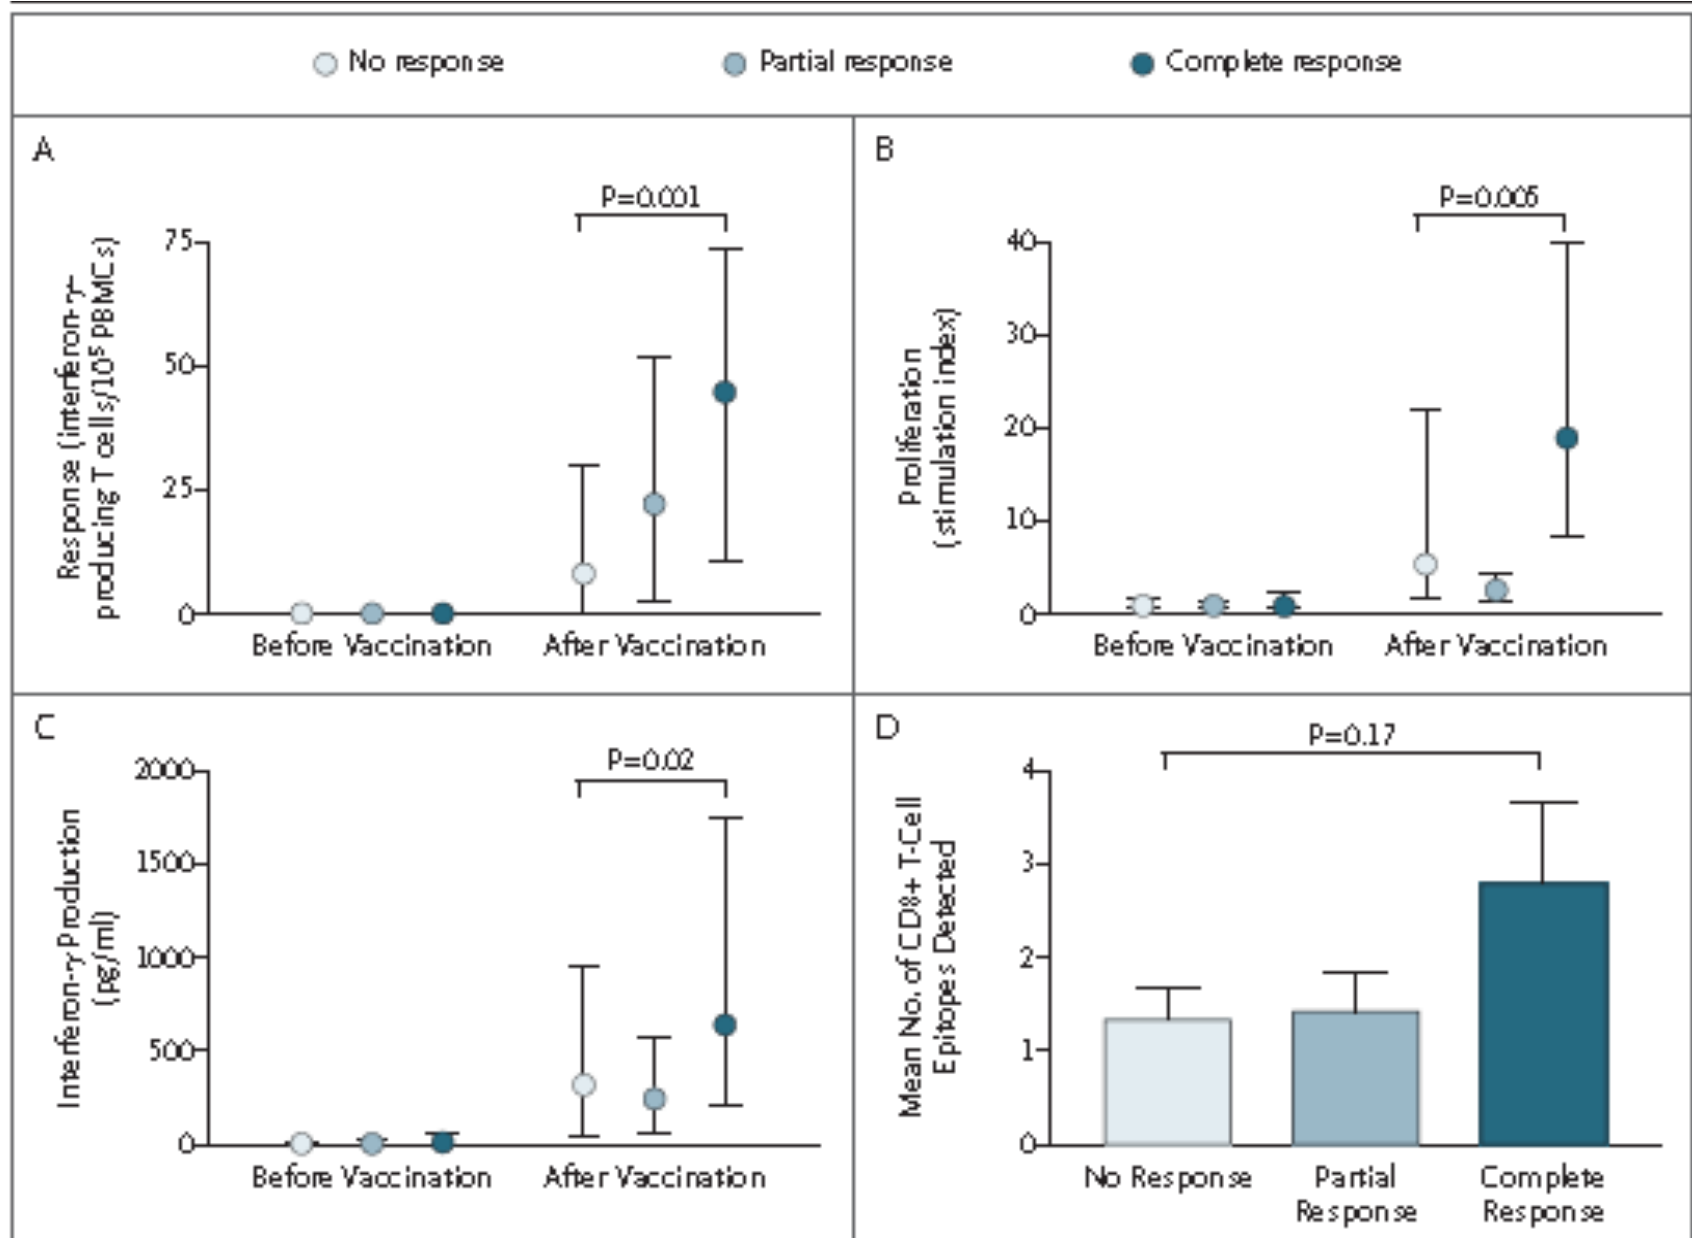 No response
Partial response
Complete response
A
P=0.001
Response (interferon-γ–
producing T cells/10⁵ PBMCs)
75
50
25
0
Before Vaccination
After Vaccination
B
P=0.005
Proliferation
(stimulation index)
40
30
20
10
0
Before Vaccination
After Vaccination
C
P=0.02
Interferon-γ Production
(pg/ml)
2000
1500
1000
500
0
Before Vaccination
After Vaccination
D
P=0.17
Mean No. of CD8+ T-Cell
Epitopes Detected
4
3
2
1
0
No Response
Partial
Response
Complete
Response